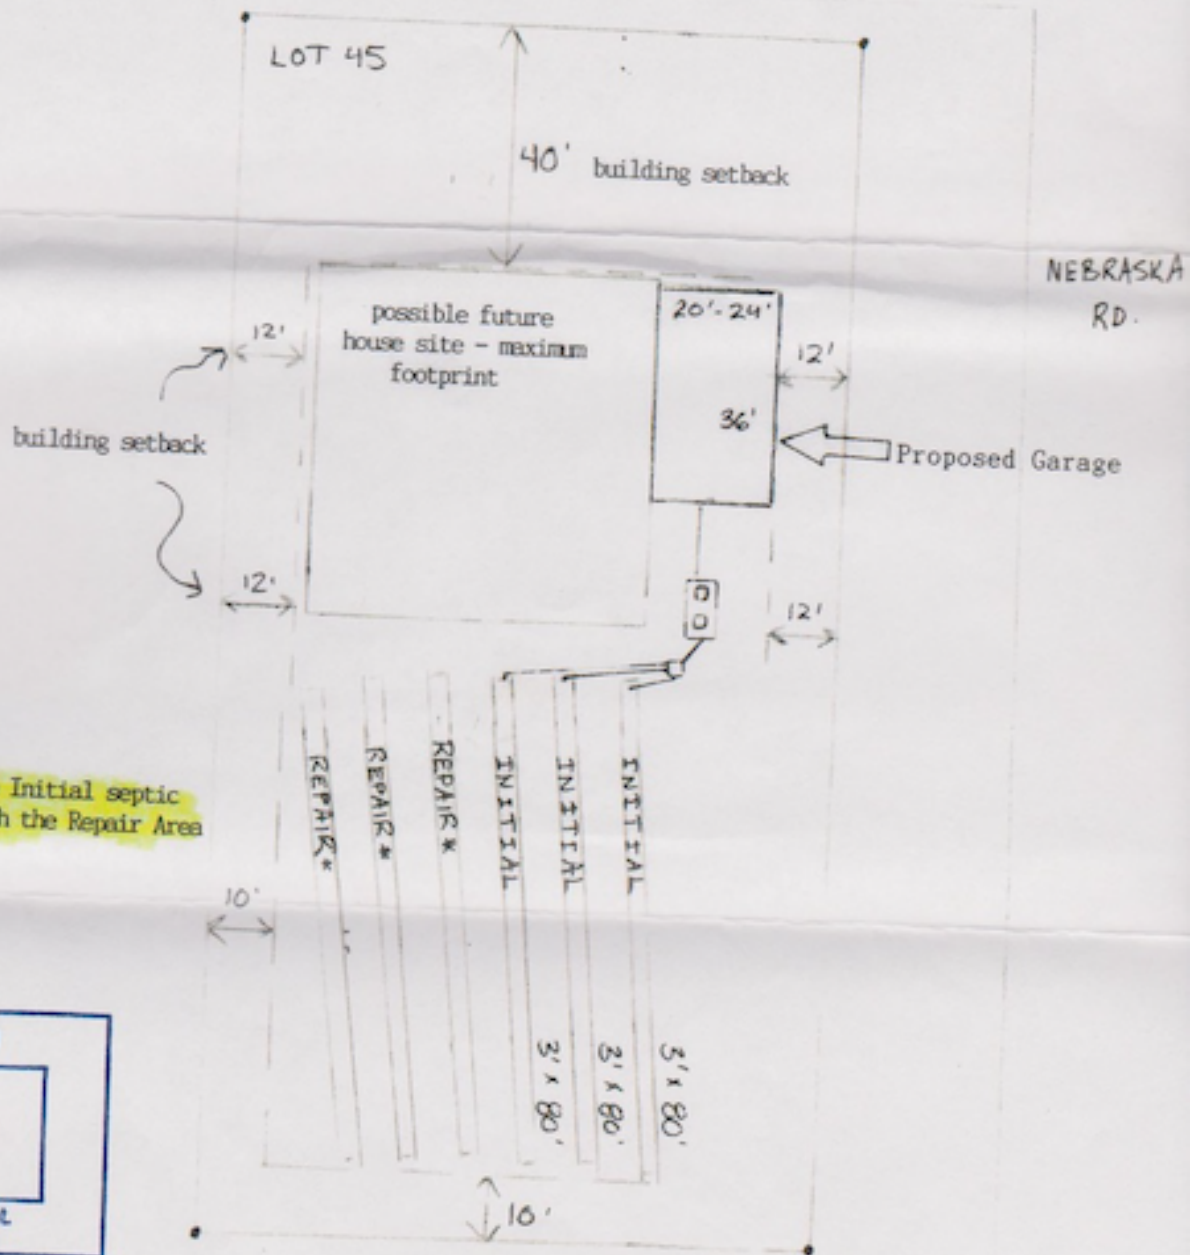 LOT 45
40' building setback
NEBRASKA
RD.
possible future
house site - maximum
footprint
20'-24'
12'
12'
36'
building setback
Proposed Garage
12'
12'
REPAIR*
REPAIR*
REPAIR*
INITIAL
INITIAL
INITIAL
Initial septic
the Repair Area
10'
3' x 80'
3' x 80'
3' x 80'
10'